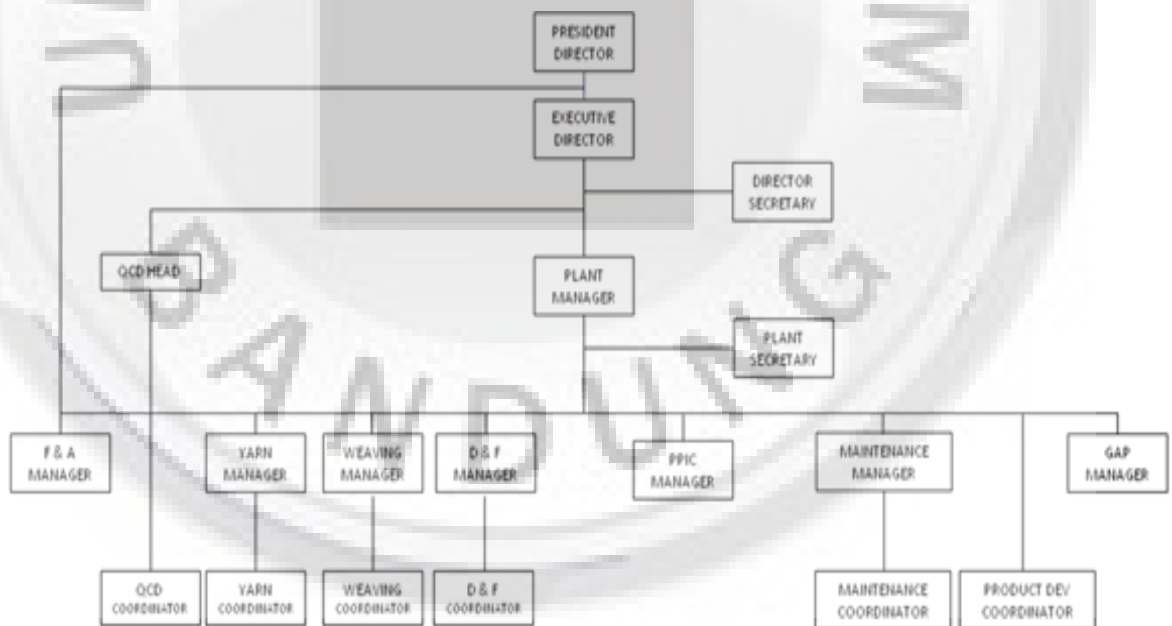 PRESIDENT
DIRECTOR
EXECUTIVE
DIRECTOR
DIRECTOR
SECRETARY
QCD HEAD
PLANT
MANAGER
PLANT
SECRETARY
F & A
MANAGER
YARN
MANAGER
WEAVING
MANAGER
D & F
MANAGER
PPIC
MANAGER
MAINTENANCE
MANAGER
GAP
MANAGER
QCD
COORDINATOR
YARN
COORDINATOR
WEAVING
COORDINATOR
D & F
COORDINATOR
MAINTENANCE
COORDINATOR
PRODUCT DEV
COORDINATOR
BANDUNG